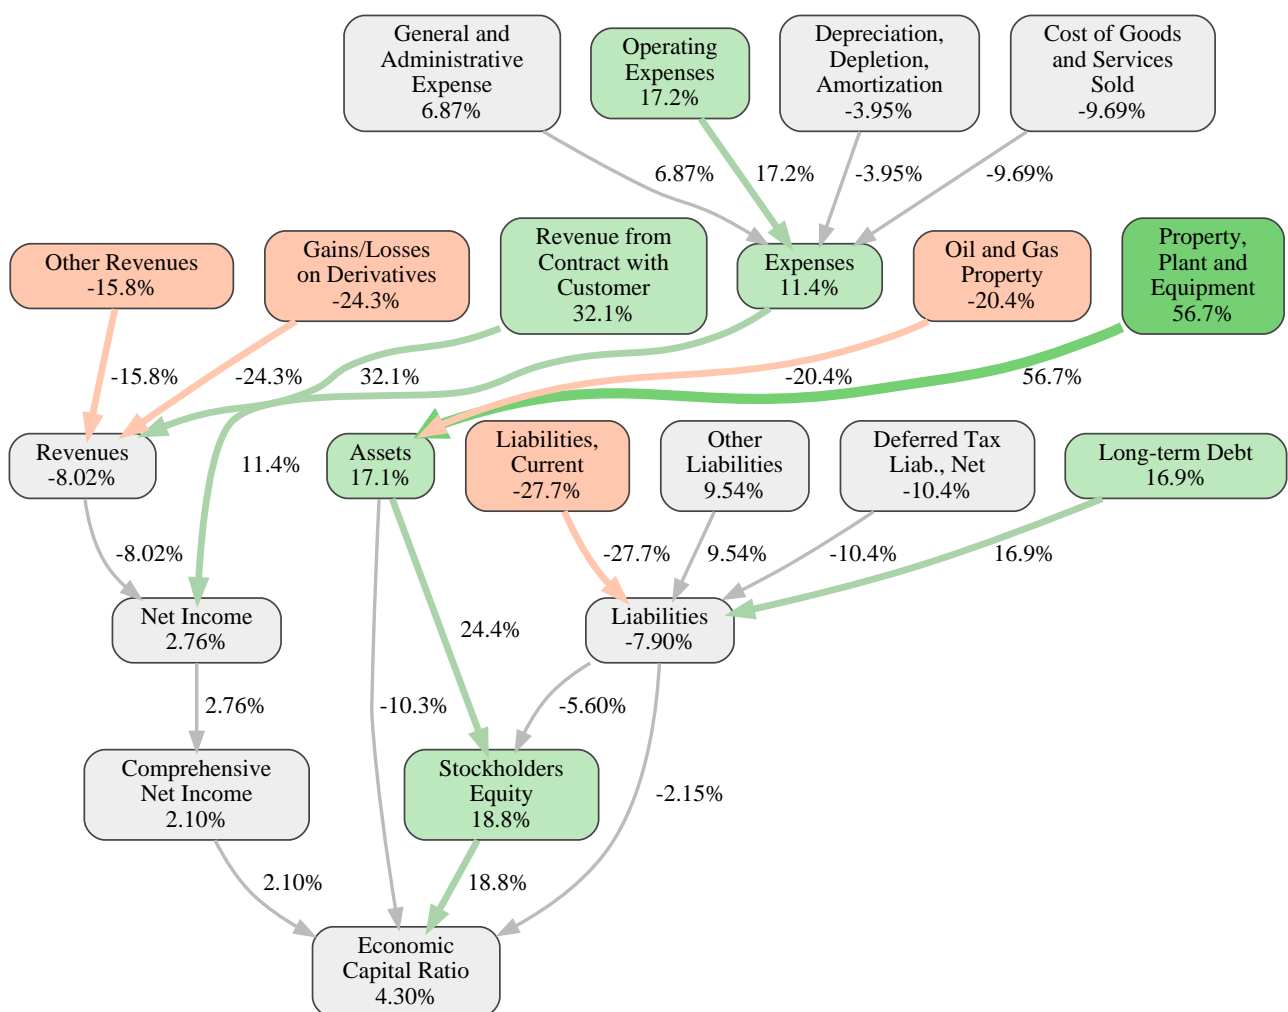 General and
Administrative
Expense
6.87%
Operating
Expenses
17.2%
Depreciation,
Depletion,
Amortization
-3.95%
Cost of Goods
and Services
Sold
-9.69%
6.87%
17.2%
-3.95%
-9.69%
Other Revenues
-15.8%
Gains/Losses
on Derivatives
-24.3%
Revenue from
Contract with
Customer
32.1%
Expenses
11.4%
Oil and Gas
Property
-20.4%
Property,
Plant and
Equipment
56.7%
-15.8%
-24.3%
32.1%
-20.4%
56.7%
Revenues
-8.02%
11.4%
Assets
17.1%
Liabilities,
Current
-27.7%
Other
Liabilities
9.54%
Deferred Tax
Liab., Net
-10.4%
Long-term Debt
16.9%
-8.02%
-27.7%
9.54%
-10.4%
16.9%
Net Income
2.76%
24.4%
Liabilities
-7.90%
2.76%
-10.3%
-5.60%
Comprehensive
Net Income
2.10%
Stockholders
Equity
18.8%
-2.15%
2.10%
18.8%
Economic
Capital Ratio
4.30%